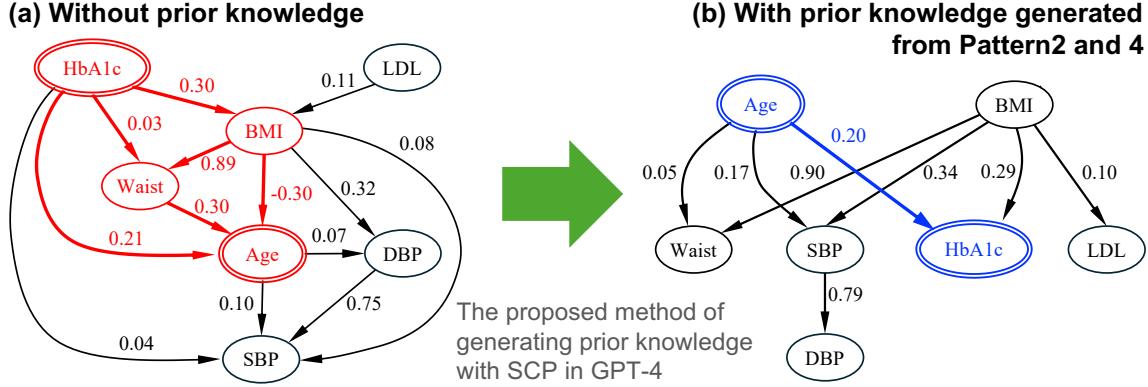 (a) Without prior knowledge
HbA1c
LDL
0.30
0.11
0.03
BMI
0.89
0.08
Waist
0.32
-0.30
0.30
0.21
Age
0.07
DBP
0.10
0.75
0.04
SBP
The proposed method of
generating prior knowledge
with SCP in GPT-4
(b) With prior knowledge generated
from Pattern2 and 4
Age
BMI
0.20
0.05
0.17
0.90
0.34
0.29
0.10
Waist
SBP
HbA1c
LDL
0.79
DBP